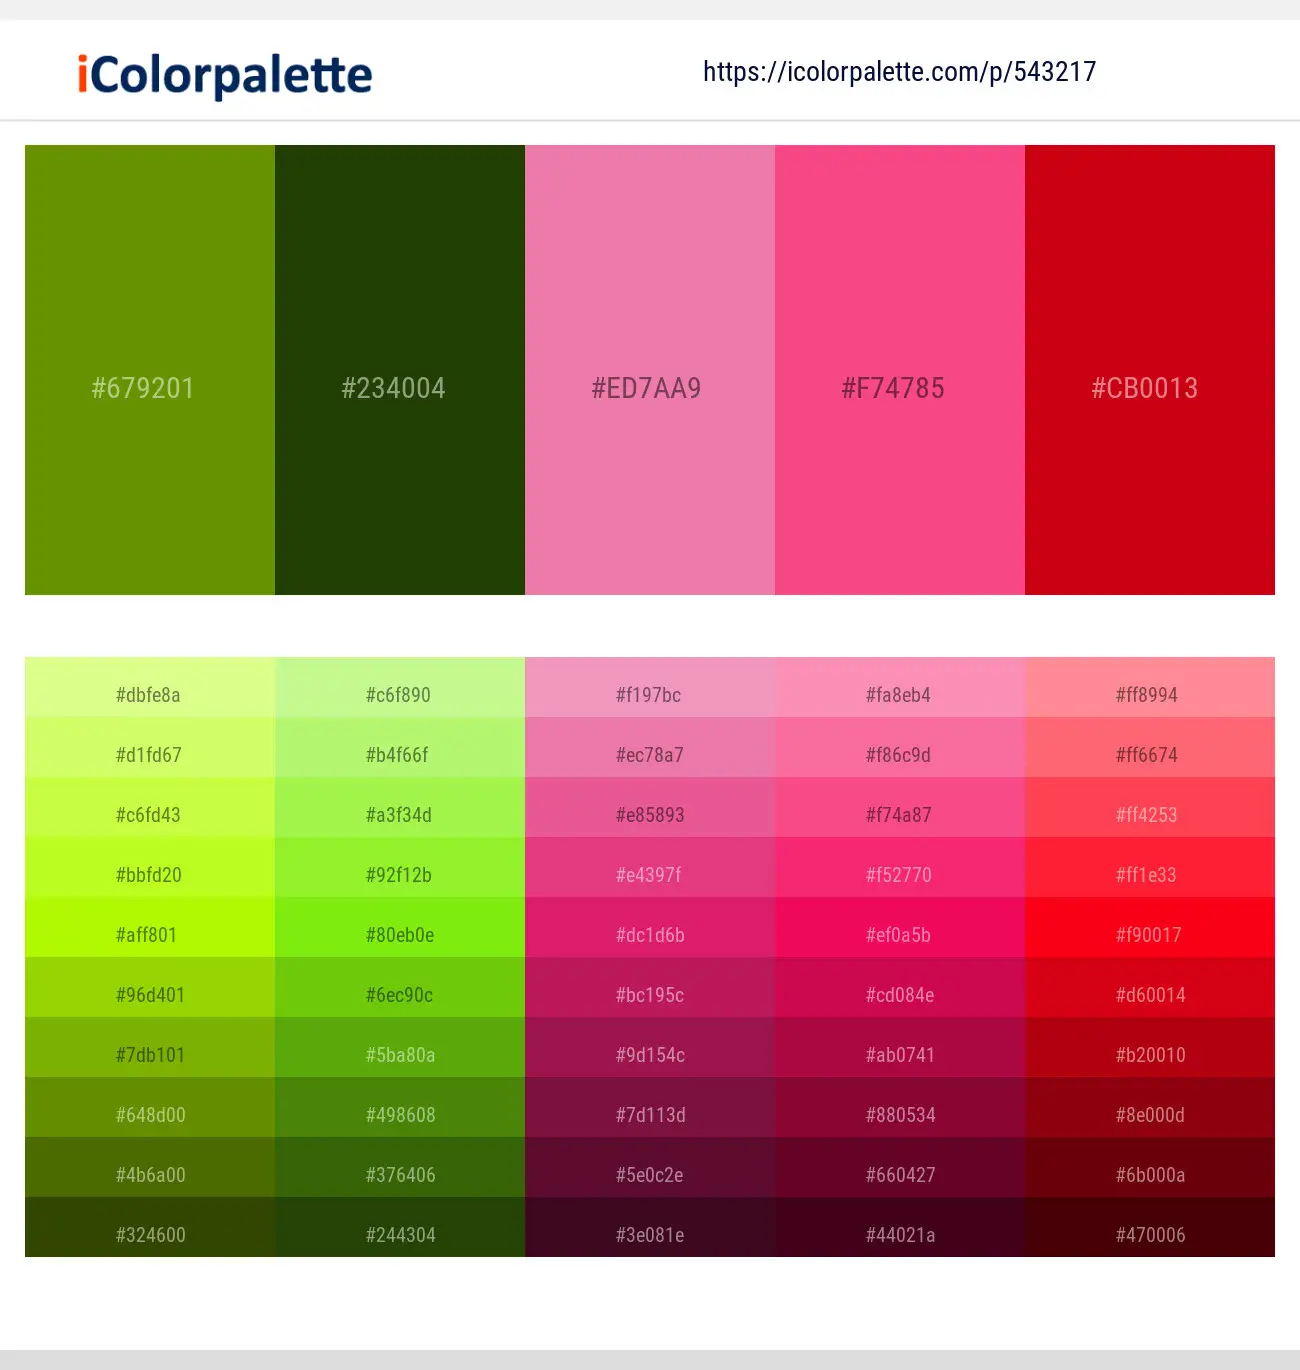 iColorpalette
https://icolorpalette.com/p/543217
#679201 #234004 #ED7AA9 #F74785 #CB0013
#dbfe8a #c6f890 #f197bc #fa8eb4 #ff8994
#d1fd67 #b4f66f #ec78a7 #f86c9d #ff6674
#c6fd43 #a3f34d #e85893 #f74a87 #ff4253
#bbfd20 #92f12b #e4397f #f52770 #ff1e33
#aff801 #80eb0e #dc1d6b #ef0a5b #f90017
#96d401 #6ec90c #bc195c #cd084e #d60014
#7db101 #5ba80a #9d154c #ab0741 #b20010
#648d00 #498608 #7d113d #880534 #8e000d
#4b6a00 #376406 #5e0c2e #660427 #6b000a
#324600 #244304 #3e081e #44021a #470006